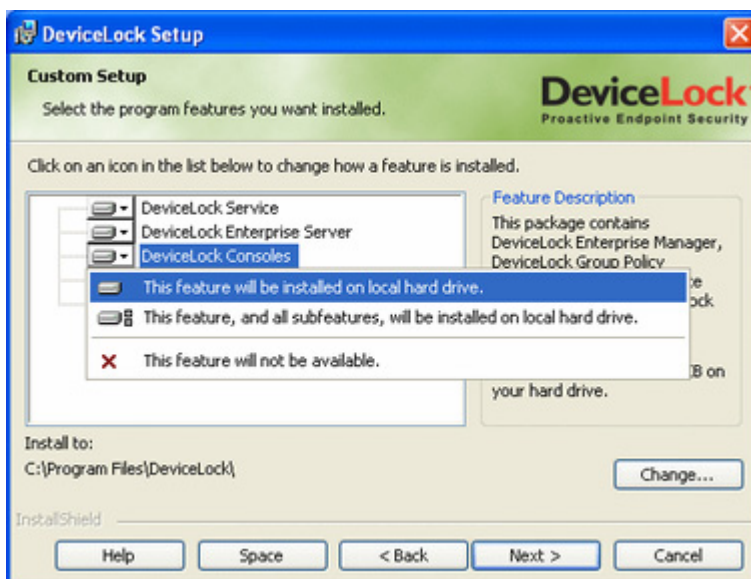 DeviceLock Setup
Custom Setup
Select the program features you want installed.
DeviceLock
Proactive Endpoint Security
Click on an icon in the list below to change how a feature is installed.
DeviceLock Service
DeviceLock Enterprise Server
DeviceLock Consoles
This feature will be installed on local hard drive.
This feature, and all subfeatures, will be installed on local hard drive.
This feature will not be available.
Feature Description
This package contains
DeviceLock Enterprise Manager,
DeviceLock Group Policy
on
your hard drive.
Install to:
C:\Program Files\DeviceLock\
Change...
InstallShield
Help
Space
< Back
Next >
Cancel